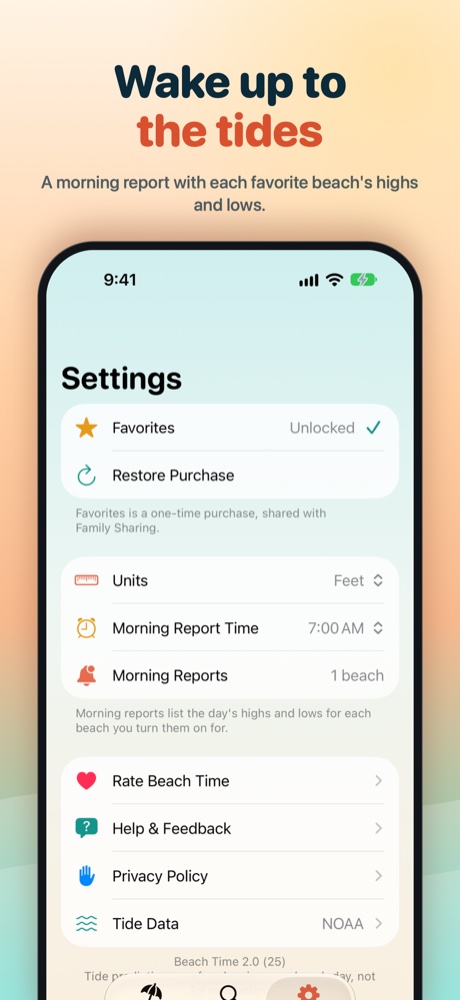 Wake up to
the tides
A morning report with each favorite beach's highs
and lows.
9:41
Settings
Favorites Unlocked
Restore Purchase
Favorites is a one-time purchase, shared with
Family Sharing.
Units Feet
Morning Report Time 7:00 AM
Morning Reports 1 beach
Morning reports list the day's highs and lows for each
beach you turn them on for.
Rate Beach Time
? Help & Feedback
Privacy Policy
Tide Data NOAA
Beach Time 2.0 (25)
Tide day, not